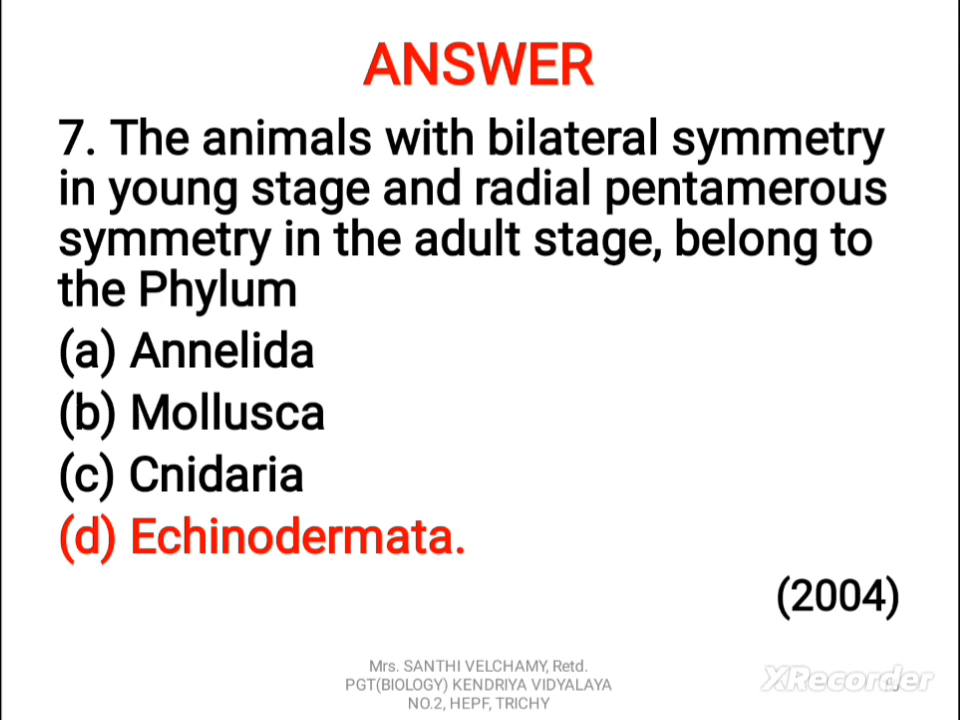 ANSWER
7. The animals with bilateral symmetry
in young stage and radial pentamerous
symmetry in the adult stage, belong to
the Phylum
(a) Annelida
(b) Mollusca
(c) Cnidaria
(d) Echinodermata.
(2004)
Mrs. SANTHI VELCHAMY, Retd.
PGT(BIOLOGY) KENDRIYA VIDYALAYA
NO.2, HEPF, TRICHY
XRecorder